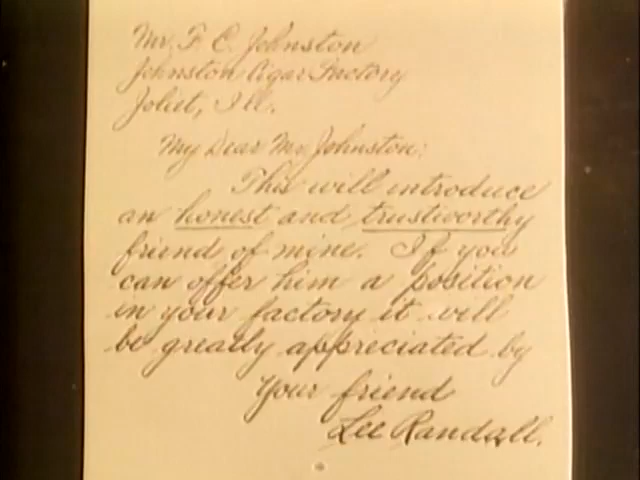 Mr. F. C. Johnston
Johnston Cigar Factory
Joliet, Ill.
My Dear Mr. Johnston:
This will introduce
an honest and trustworthy
friend of mine. If you
can offer him a position
in your factory it will
be greatly appreciated by
Your friend
Lee Randall.